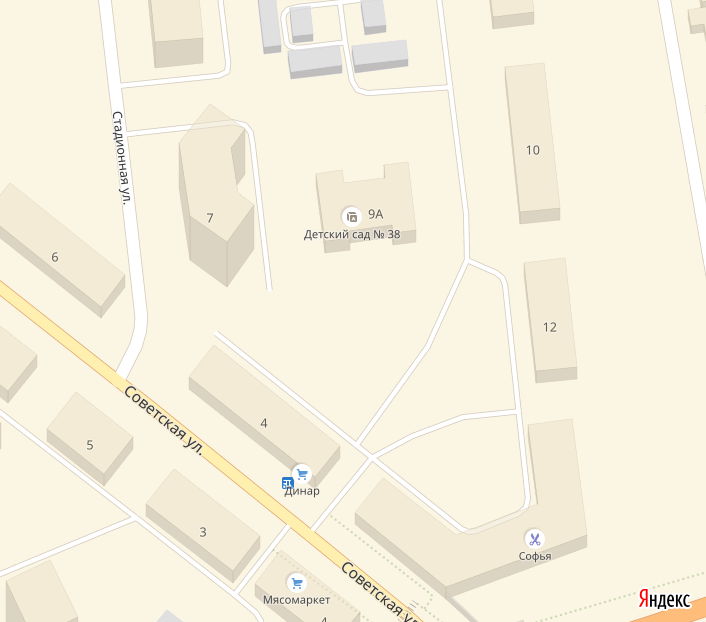 Стадионная ул.
10
7
9А
Детский сад № 38
6
12
4
Советская ул.
5
Динар
3
Софья
Мясомаркет
Советская ул.
4
Яндекс